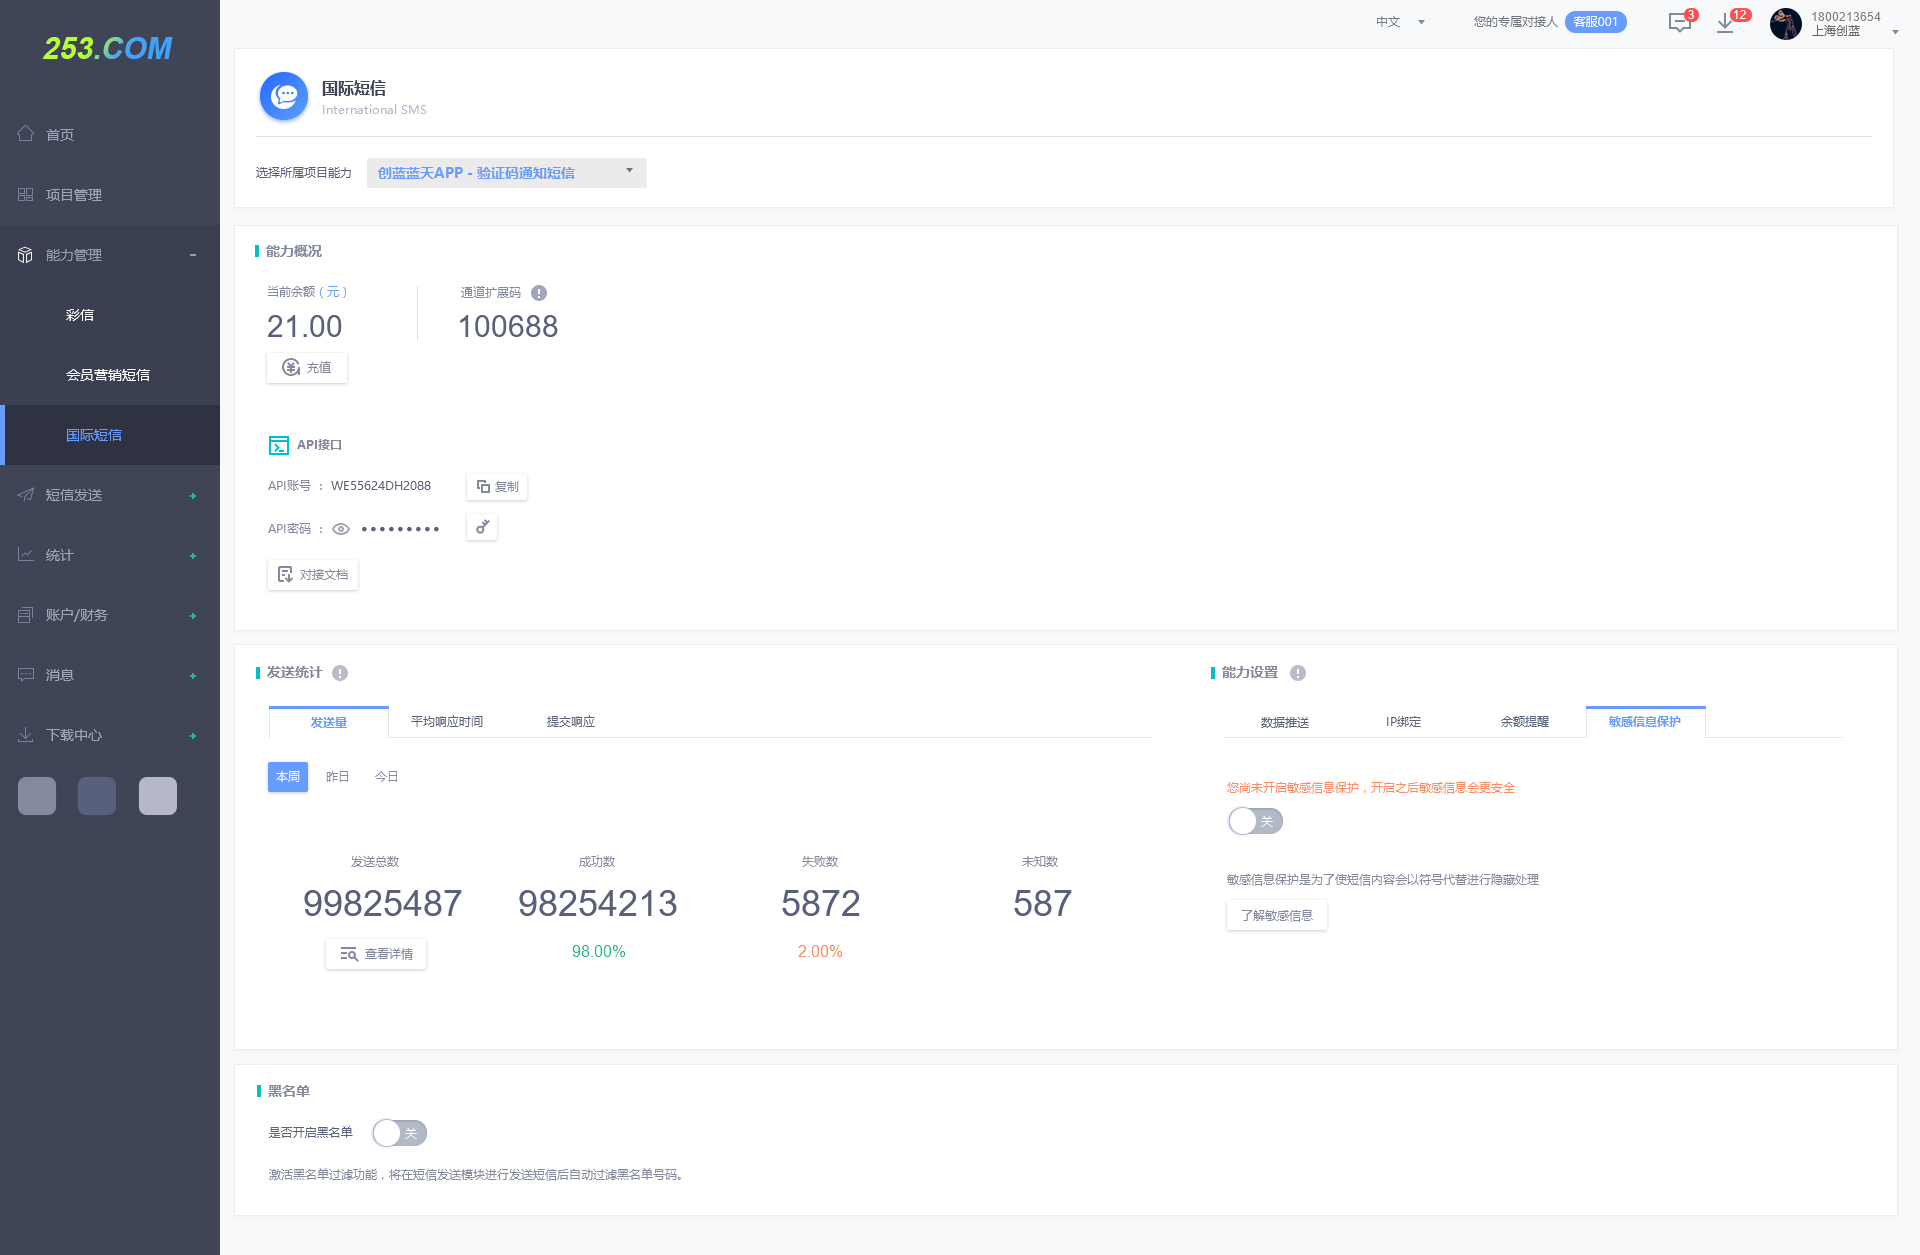 253.COM
首页
项目管理
能力管理
彩信
会员营销短信
国际短信
短信发送
统计
账户/财务
消息
下载中心
中文
您的专属对接人 客服001
3
12
1800213654
上海创蓝
国际短信
International SMS
选择所属项目能力 创蓝蓝天APP - 验证码通知短信
能力概况
当前余额 ( 元 ) 通道扩展码
21.00 100688
充值
API接口
API账号 : WE55624DH2088 复制
API密码 : •••••••••
对接文档
发送统计
发送量 平均响应时间 提交响应
本周 昨日 今日
发送总数 成功数 失败数 未知数
99825487 98254213 5872 587
查看详情 98.00% 2.00%
能力设置
数据推送 IP绑定 余额提醒 敏感信息保护
您尚未开启敏感信息保护，开启之后敏感信息会更安全
关
敏感信息保护是为了使短信内容会以符号代替进行隐藏处理
了解敏感信息
黑名单
是否开启黑名单 关
激活黑名单过滤功能，将在短信发送模块进行发送短信后自动过滤黑名单号码。